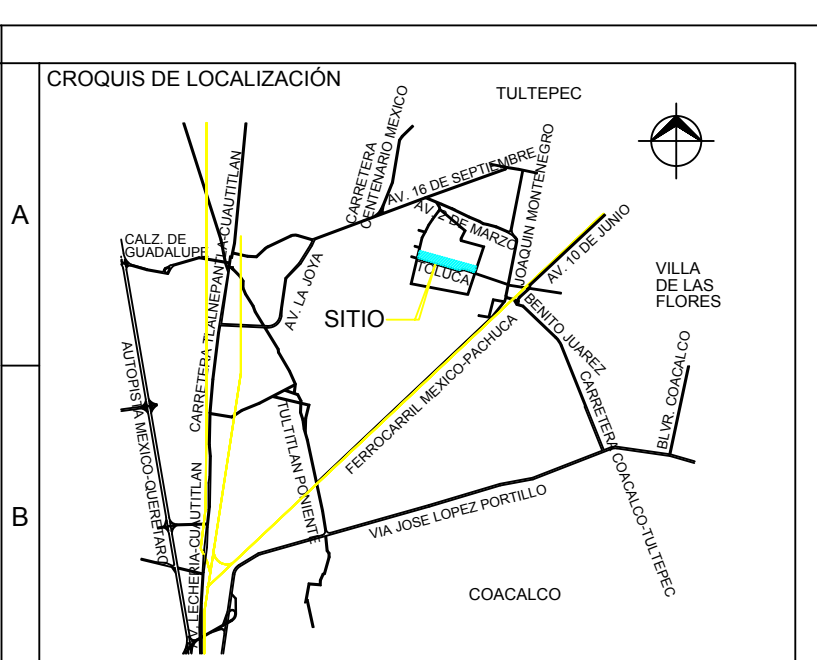 CROQUIS DE LOCALIZACIÓN
TULTEPEC
A
CARRETERA
CENTENARIO MEXICO
AV. 16 DE SEPTIEMBRE
AV 2 DE MARZO
JOAQUIN MONTENEGRO
AV. 10 DE JUNIO
CALZ. DE
GUADALUPE
CARRETERA TLALNEPANTLA-CUAUTITLAN
AV. LA JOYA
TOLUCA
SITIO
VILLA
DE LAS
FLORES
BENITO JUAREZ
AUTOPISTA MEXICO-QUERETARO
FERROCARRIL MEXICO-PACHUCA
CARRETERA COACALCO-TULTEPEC
BLVR. COACALCO
TULTITLAN PONIENTE
B
VIA JOSE LOPEZ PORTILLO
AV. LECHERIA-CUAUTITLAN
COACALCO